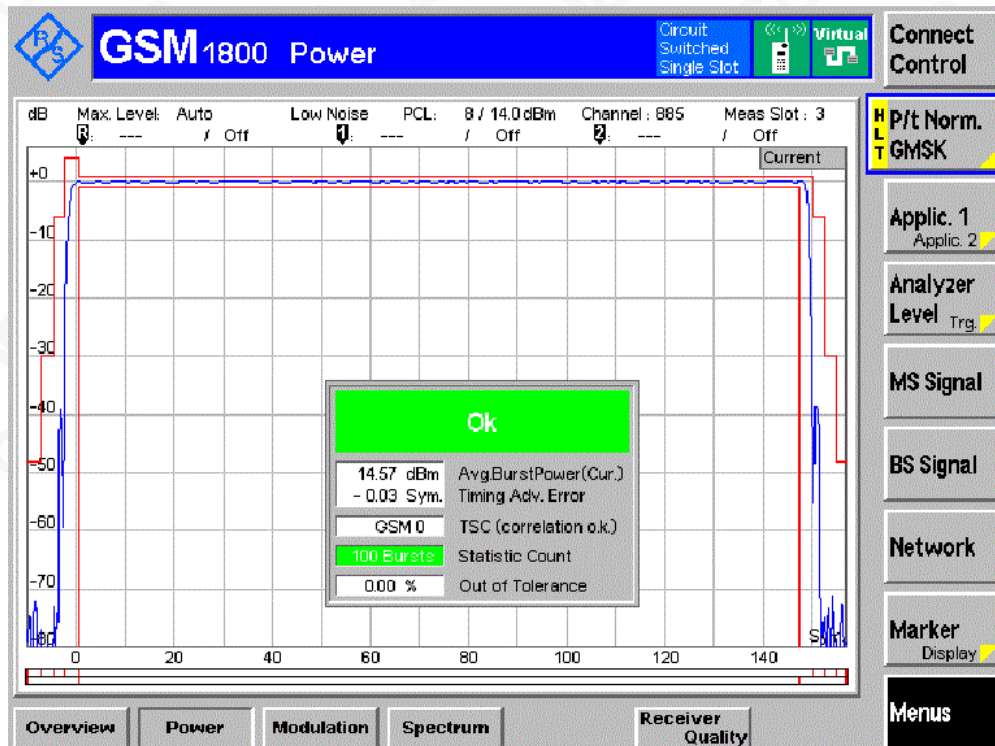 R S
GSM 1800 Power
Circuit Switched Single Slot
Virtual
Connect Control
dB Max. Level: Auto Low Noise PCL: 8 / 14.0 dBm Channel : 885 Meas Slot : 3
R: --- / Off 1: --- / Off 2: --- / Off
Current
HLT
P/t Norm. GMSK
+0
-10
-20
-30
-40
-50
-60
-70
0 20 40 60 80 100 120 140
Ok
14.57 dBm Avg.BurstPower(Cur.)
- 0.03 Sym. Timing Adv. Error
GSM 0 TSC (correlation o.k.)
100 Bursts Statistic Count
0.00 % Out of Tolerance
Applic. 1
Applic. 2
Analyzer Level Trg.
MS Signal
BS Signal
Network
Marker
Display
Menus
Overview Power Modulation Spectrum Receiver Quality